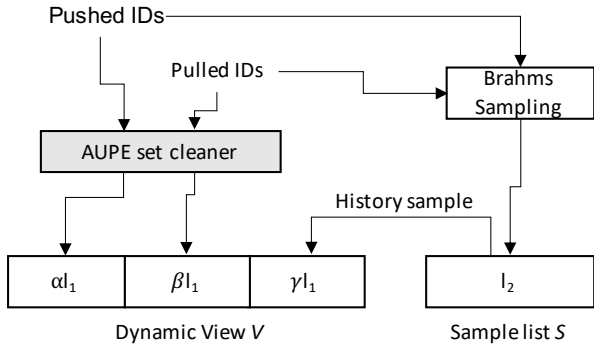 Pushed IDs
Pulled IDs
Brahms
Sampling
AUPE set cleaner
History sample
αl₁
βl₁
γl₁
l₂
Dynamic View V
Sample list S